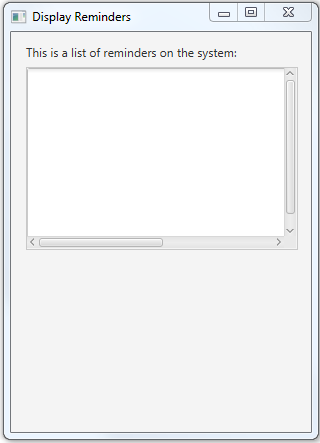 Display Reminders
This is a list of reminders on the system: